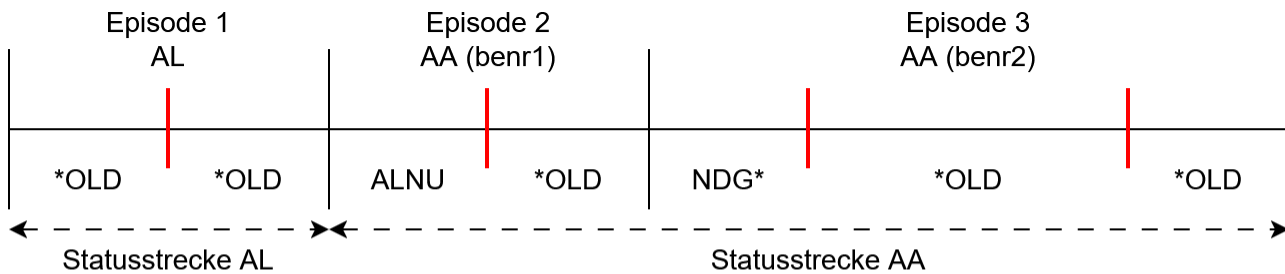 Episode 1
AL
Episode 2
AA (benr1)
Episode 3
AA (benr2)
*OLD
*OLD
ALNU
*OLD
NDG*
*OLD
*OLD
Statusstrecke AL
Statusstrecke AA